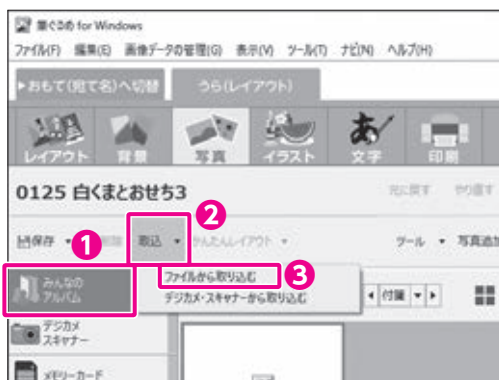 筆ぐるめ for Windows
ファイル(F) 編集(E) 画像データの管理(G) 表示(V) ツール(T) ナビ(N) ヘルプ(H)
▶おもて(宛て名)へ切替 うら(レイアウト)
レイアウト 背景 写真 イラスト 文字 印刷
0125 白くまとおせち3
元に戻す やり直す
保存 取込 かんたんレイアウト ツール 写真追加
1
2
3
みんなの
アルバム
ファイルから取り込む
デジカメ・スキャナーから取り込む
付箋
デジカメ
スキャナー
メモリーカード